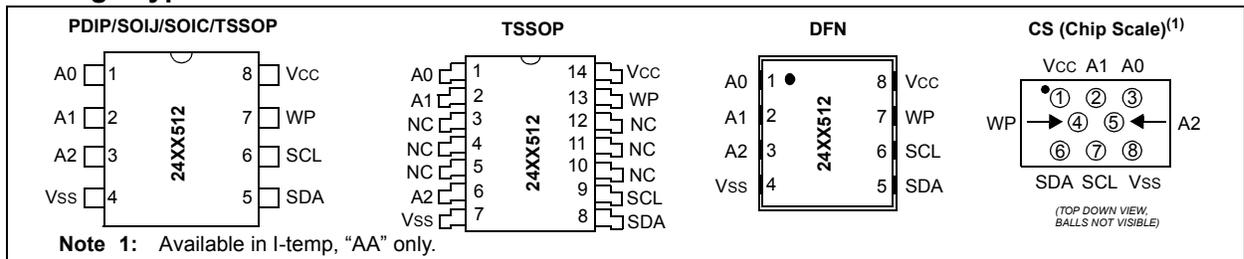 PDIP/SOIJ/SOIC/TSSOP
A0 1 8 VCC
A1 2 7 WP
A2 3 6 SCL
VSS 4 5 SDA
24XX512
TSSOP
A0 1 14 VCC
A1 2 13 WP
NC 3 12 NC
NC 4 11 NC
NC 5 10 NC
A2 6 9 SCL
VSS 7 8 SDA
24XX512
DFN
A0 1 8 VCC
A1 2 7 WP
A2 3 6 SCL
VSS 4 5 SDA
24XX512
CS (Chip Scale)(1)
VCC A1 A0
1 2 3
WP 4 5 A2
6 7 8
SDA SCL VSS
(TOP DOWN VIEW,
BALLS NOT VISIBLE)
Note 1: Available in I-temp, “AA” only.